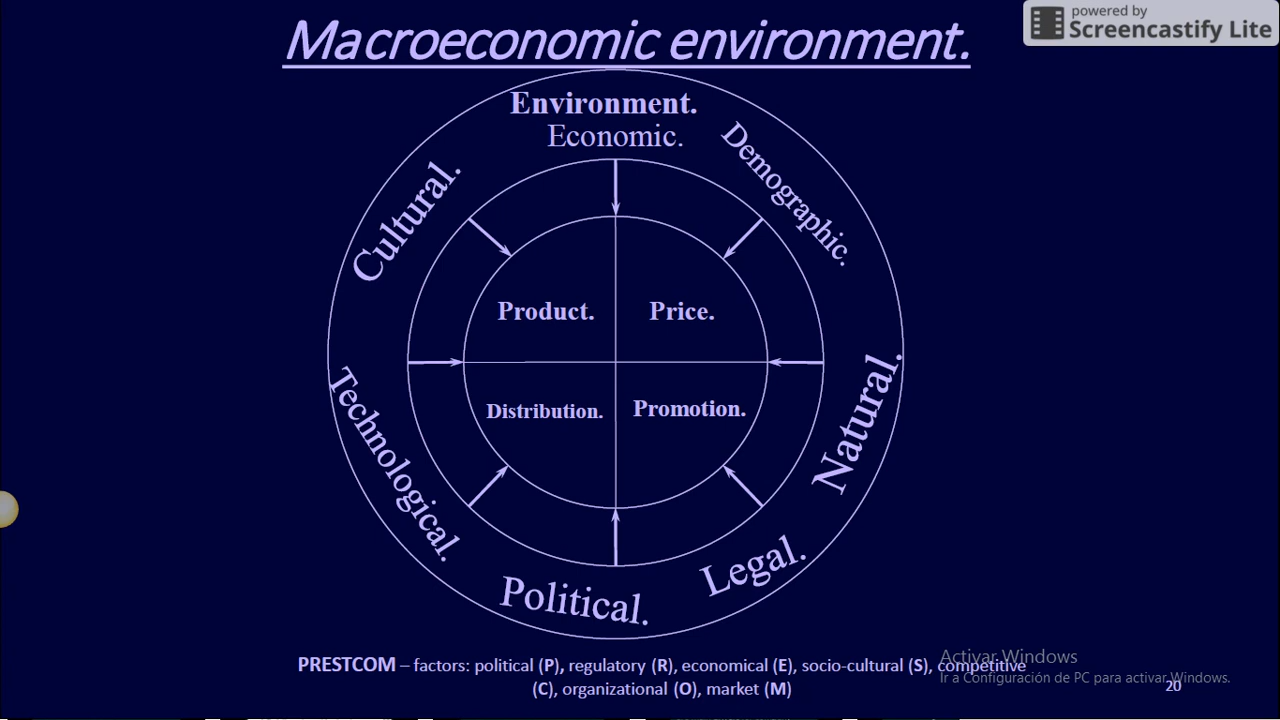 Macroeconomic environment.
powered by
Screencastify Lite
Environment.
Economic.
Demographic.
Cultural.
Product.
Price.
Natural.
Technological.
Distribution.
Promotion.
Legal.
Political.
PRESTCOM – factors: political (P), regulatory (R), economical (E), socio-cultural (S), competitive
(C), organizational (O), market (M)
Activar Windows
Ir a Configuración de PC para activar Windows.
20